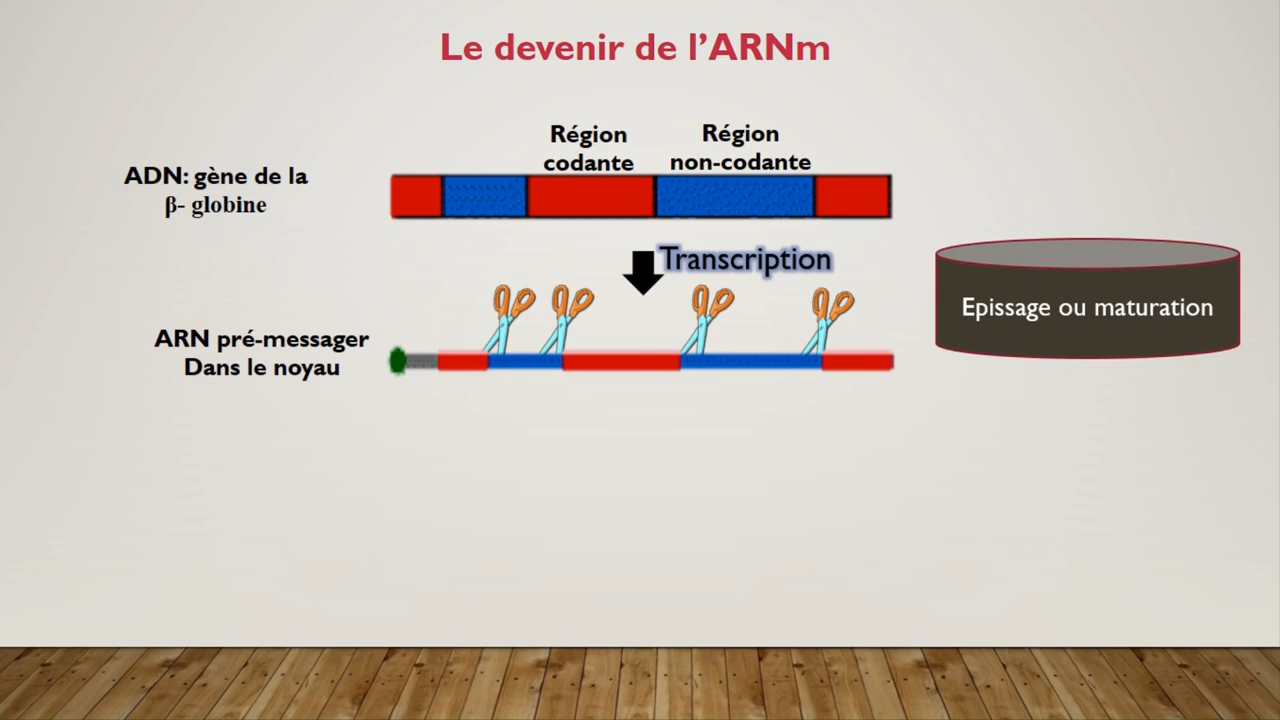 Le devenir de l'ARNm
Région
codante
Région
non-codante
ADN: gène de la
β- globine
Transcription
Epissage ou maturation
ARN pré-messager
Dans le noyau